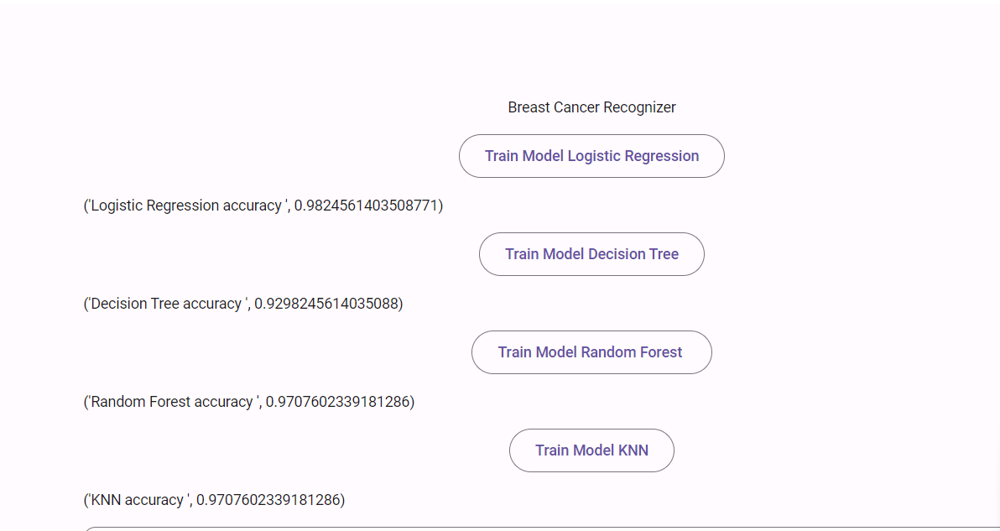 Breast Cancer Recognizer
Train Model Logistic Regression
('Logistic Regression accuracy ', 0.9824561403508771)
Train Model Decision Tree
('Decision Tree accuracy ', 0.9298245614035088)
Train Model Random Forest
('Random Forest accuracy ', 0.9707602339181286)
Train Model KNN
('KNN accuracy ', 0.9707602339181286)